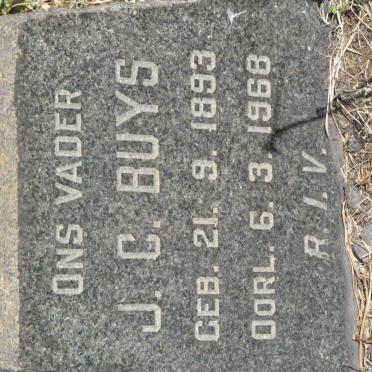 ONS VADER
J. C. BUYS
GEB. 21. 9. 1893
OORL. 6. 3. 1968
R. I. V.